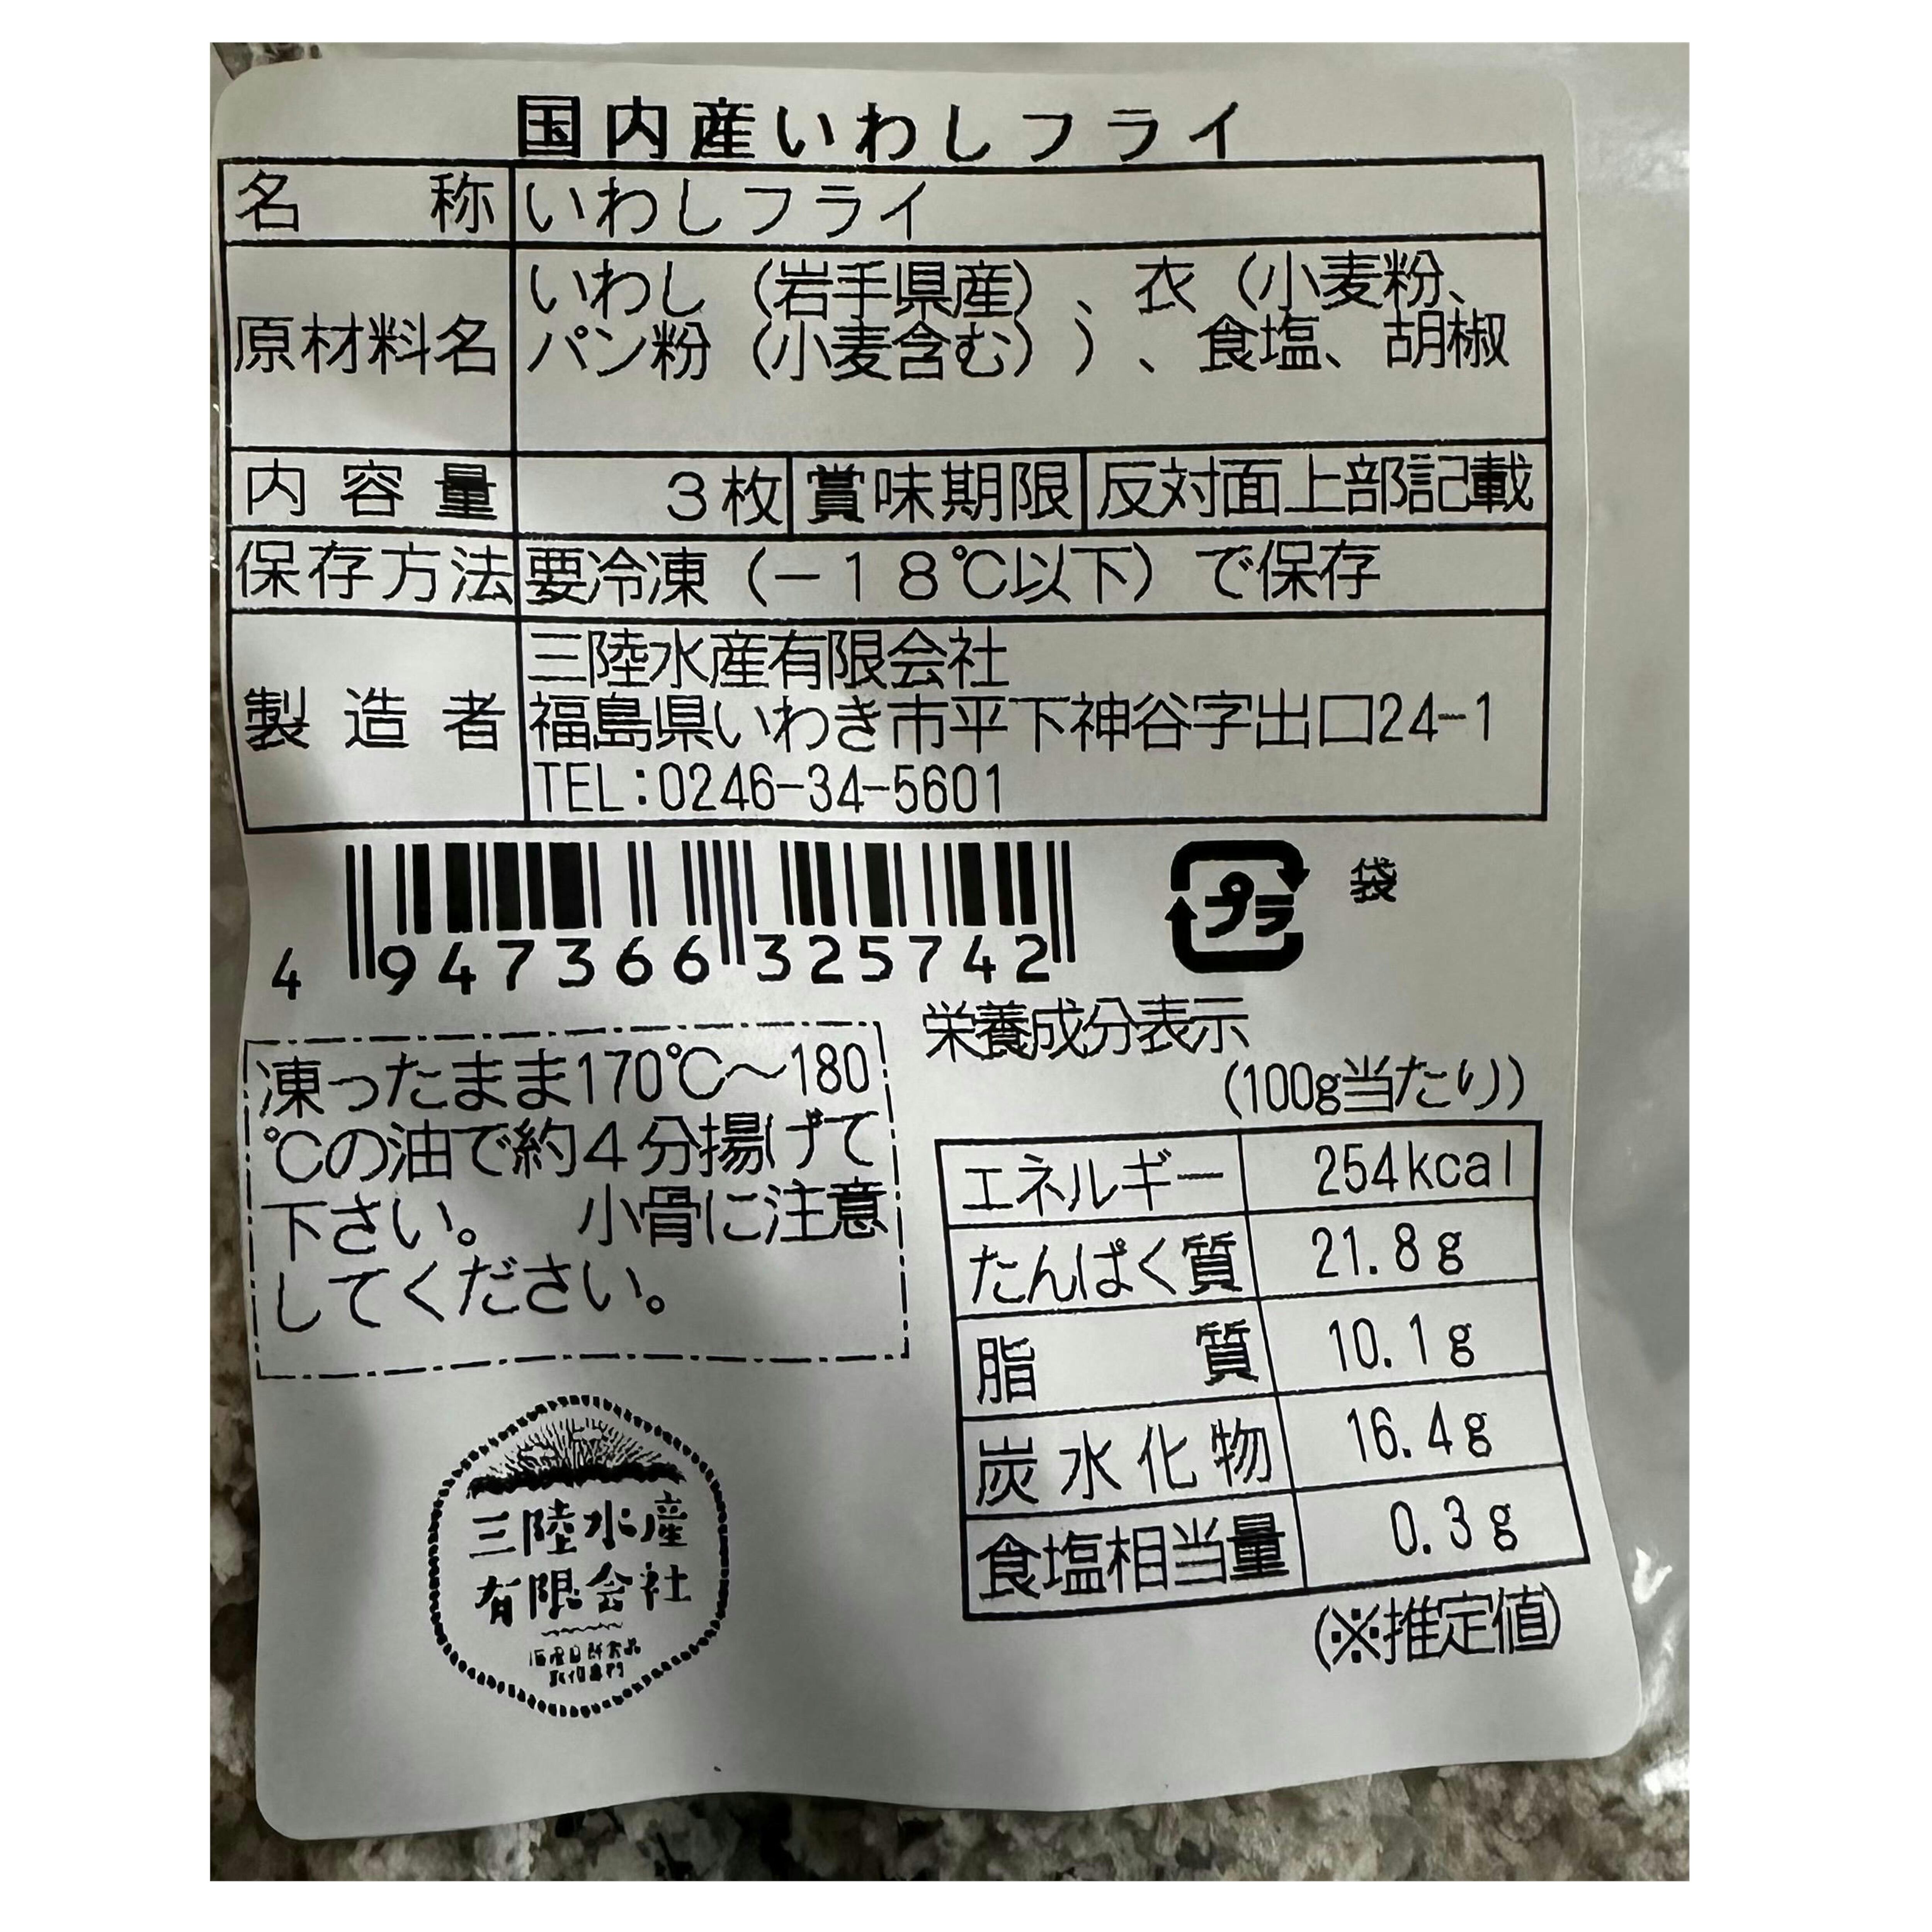 国内産いわしフライ
名称 いわしフライ
原材料名 いわし（岩手県産）、衣（小麦粉、
パン粉（小麦含む））、食塩、胡椒
内容量 3枚 賞味期限 反対面上部記載
保存方法 要冷凍（－18℃以下）で保存
製造者 三陸水産有限会社
福島県いわき市平下神谷字出口24-1
TEL:0246-34-5601
4 947366 325742
プラ 袋
凍ったまま170℃～180
℃の油で約4分揚げて
下さい。 小骨に注意
してください。
栄養成分表示
(100g当たり)
エネルギー 254kcal
たんぱく質 21.8g
脂質 10.1g
炭水化物 16.4g
食塩相当量 0.3g
(※推定値)
三陸水産
有限会社